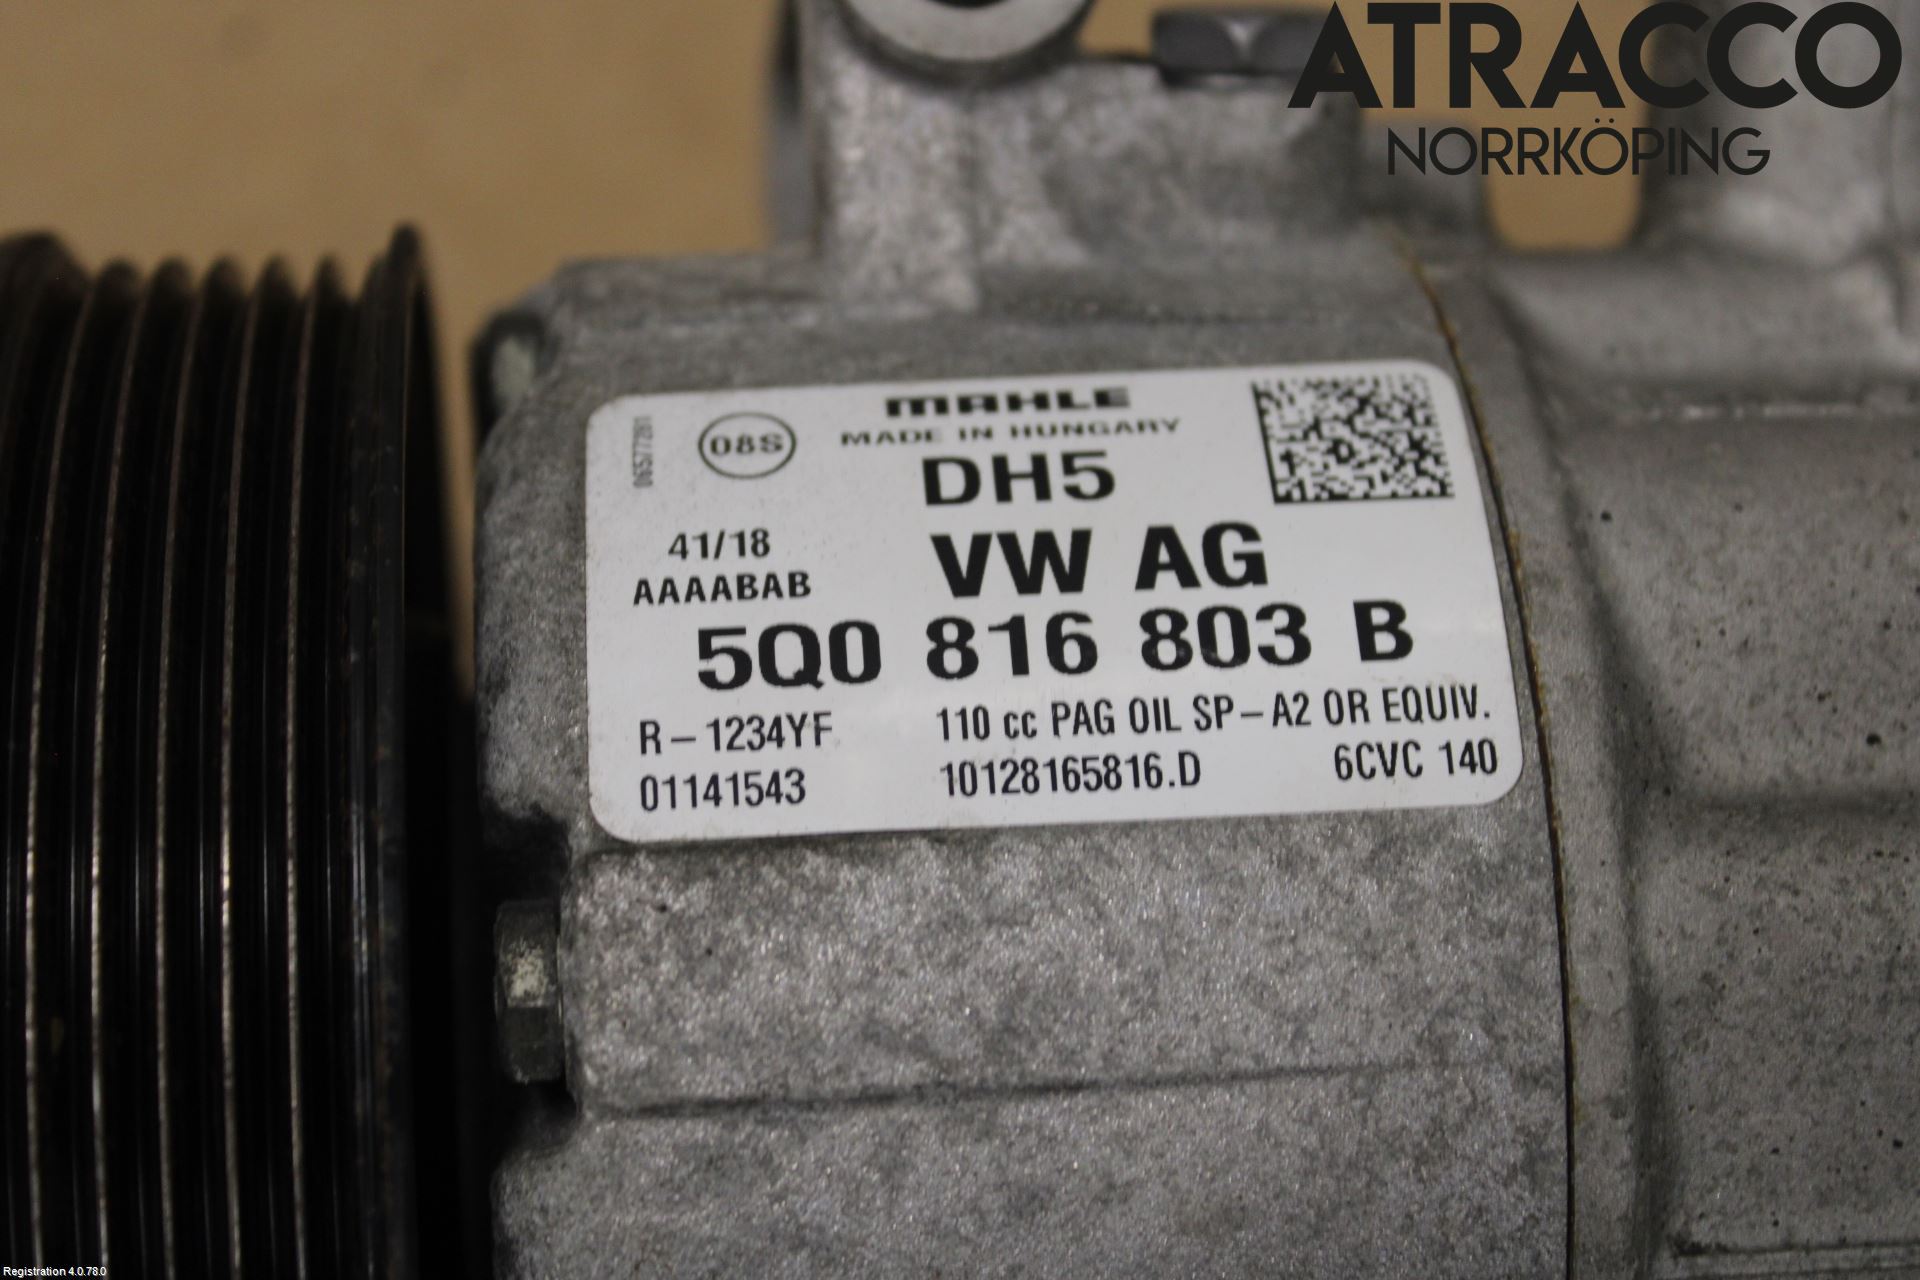 ATRACCO
NORRKÖPING
MAHLE
MADE IN HUNGARY
06577281
08S
DH5
41/18
VW AG
AAAABAB
5Q0 816 803 B
R-1234YF 110 cc PAG OIL SP-A2 OR EQUIV.
01141543 10128165816.D 6CVC 140
Registration 4.0.78.0